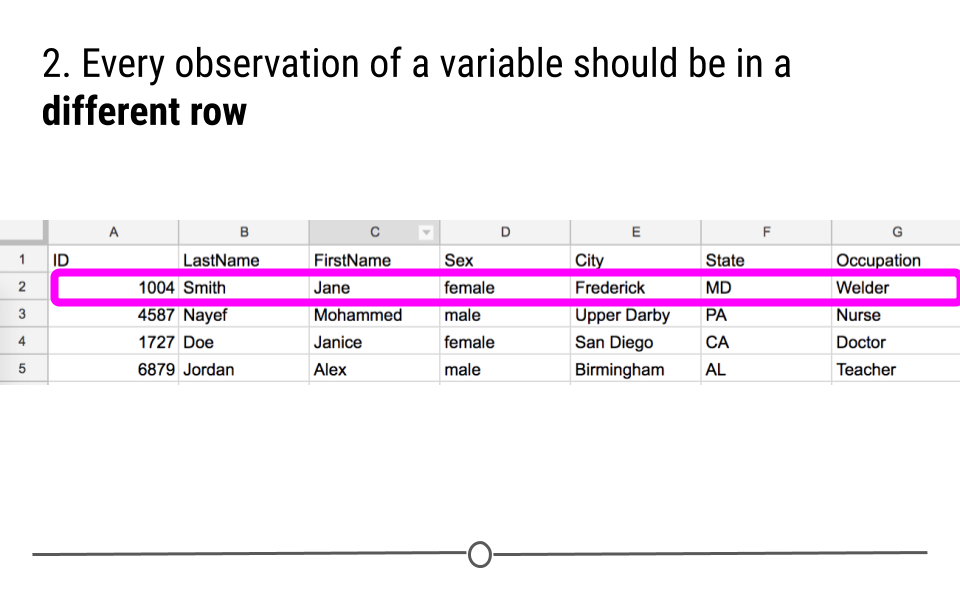 2. Every observation of a variable should be in a
different row
A B C D E F G
1 ID LastName FirstName Sex City State Occupation
2 1004 Smith Jane female Frederick MD Welder
3 4587 Nayef Mohammed male Upper Darby PA Nurse
4 1727 Doe Janice female San Diego CA Doctor
5 6879 Jordan Alex male Birmingham AL Teacher